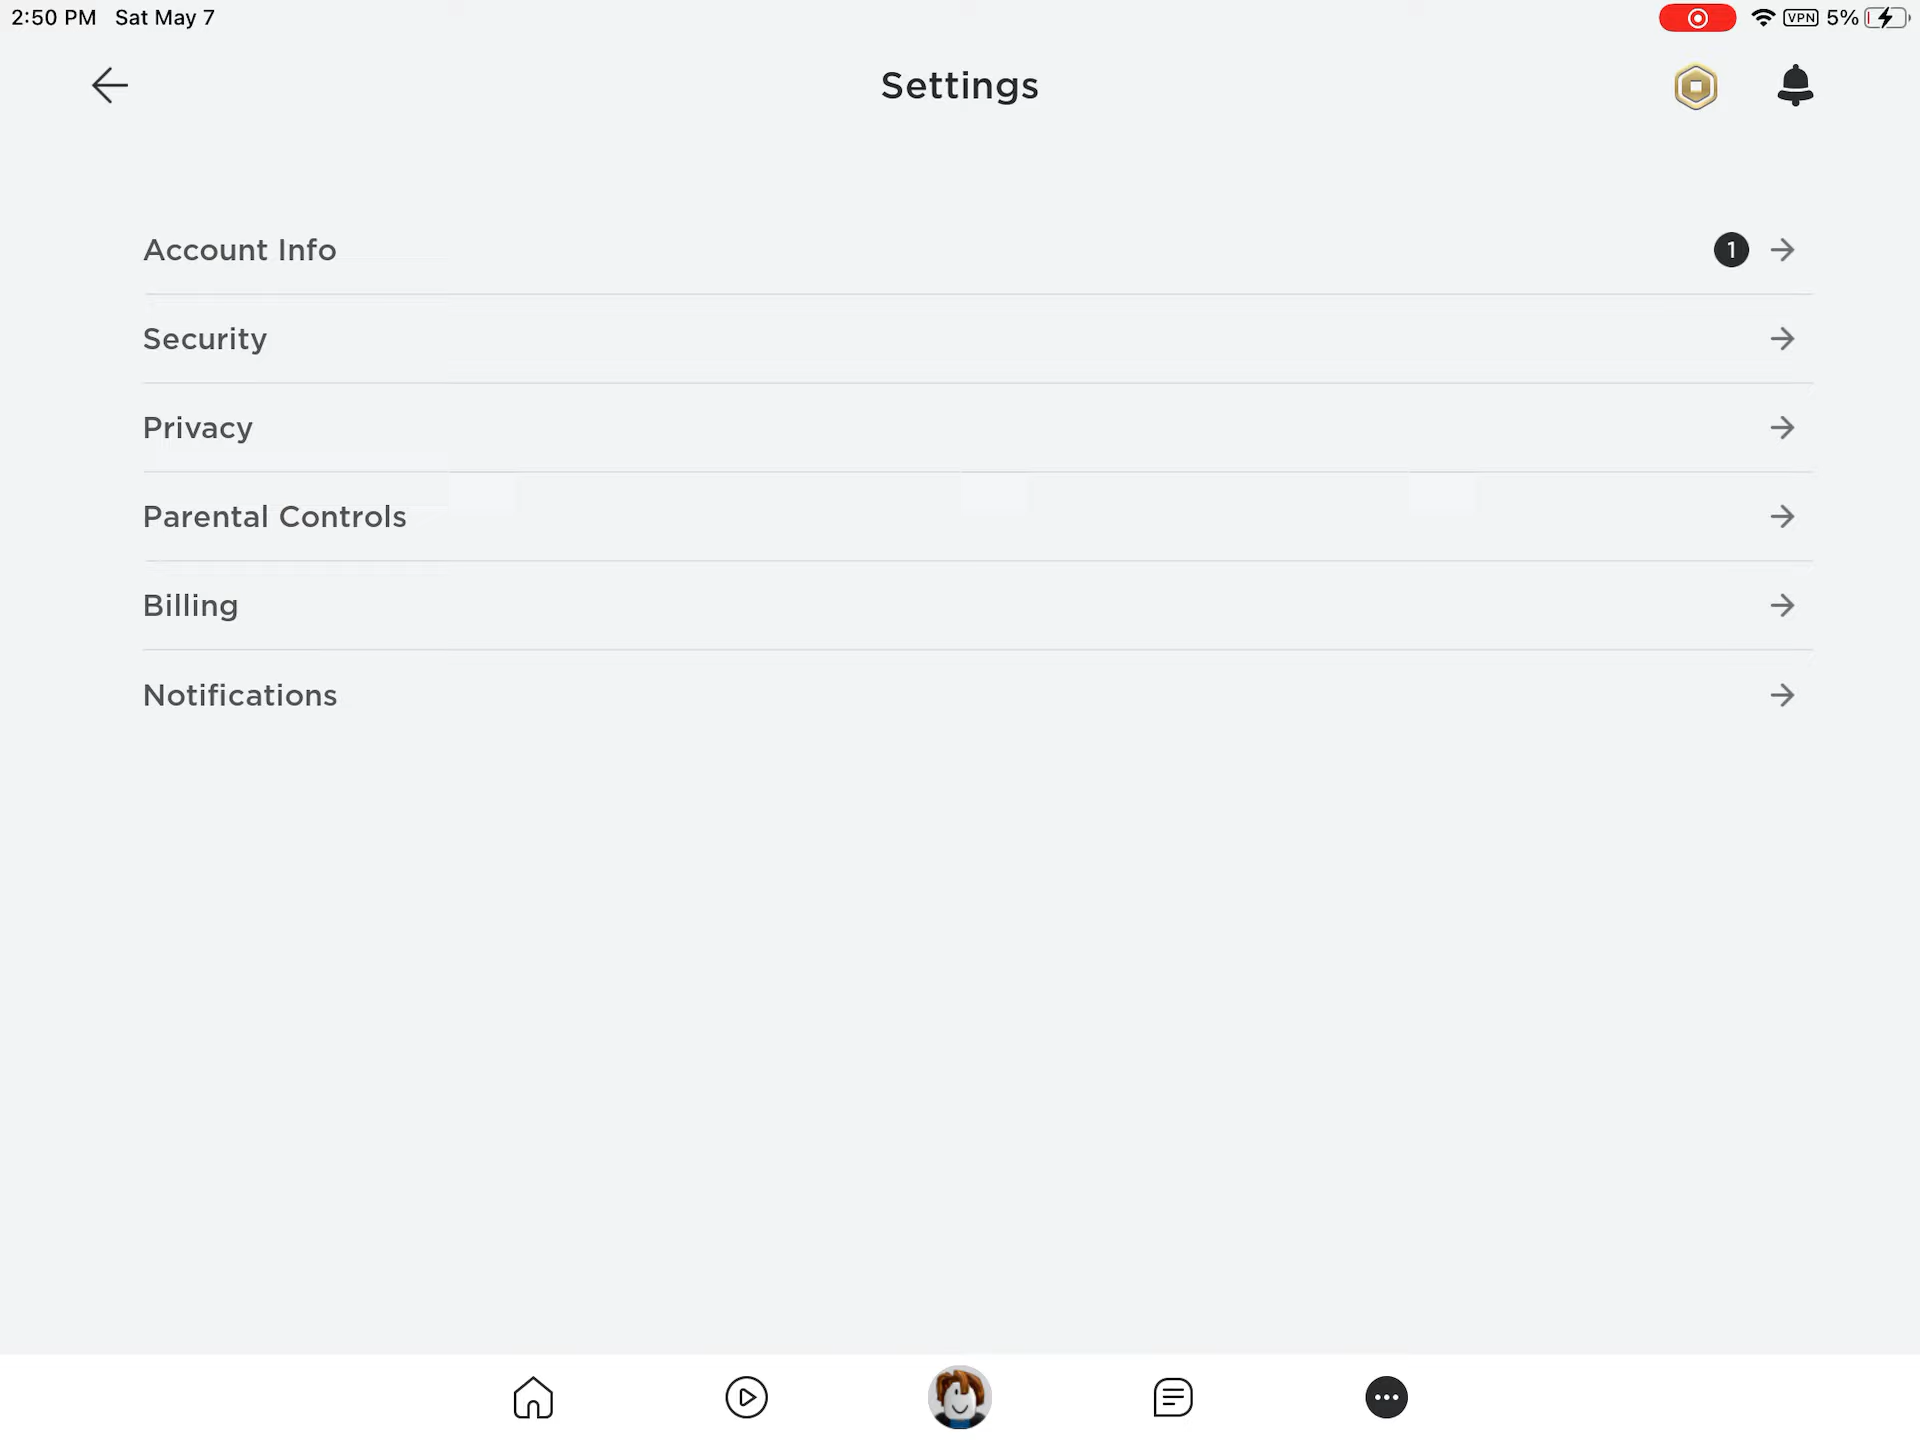 2:50 PM Sat May 7
VPN 5%
Settings
Account Info 1
Security
Privacy
Parental Controls
Billing
Notifications